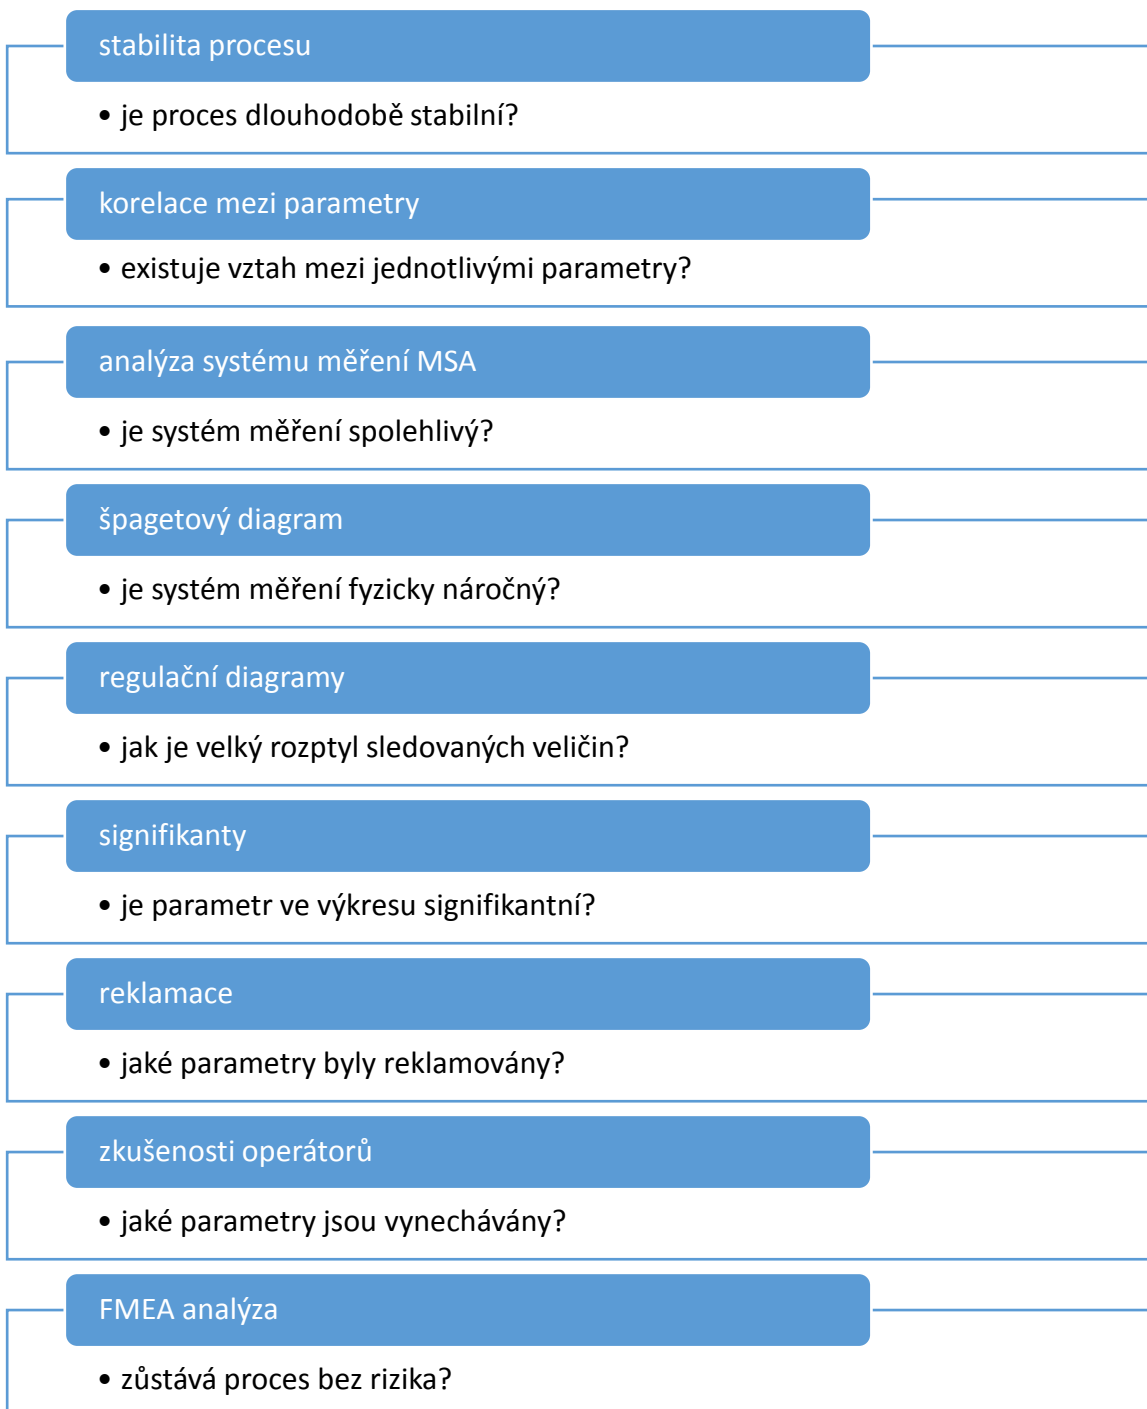 stabilita procesu
• je proces dlouhodobě stabilní?
korelace mezi parametry
• existuje vztah mezi jednotlivými parametry?
analýza systému měření MSA
• je systém měření spolehlivý?
špagetový diagram
• je systém měření fyzicky náročný?
regulační diagramy
• jak je velký rozptyl sledovaných veličin?
signifikanty
• je parametr ve výkresu signifikantní?
reklamace
• jaké parametry byly reklamovány?
zkušenosti operátorů
• jaké parametry jsou vynechávány?
FMEA analýza
• zůstává proces bez rizika?